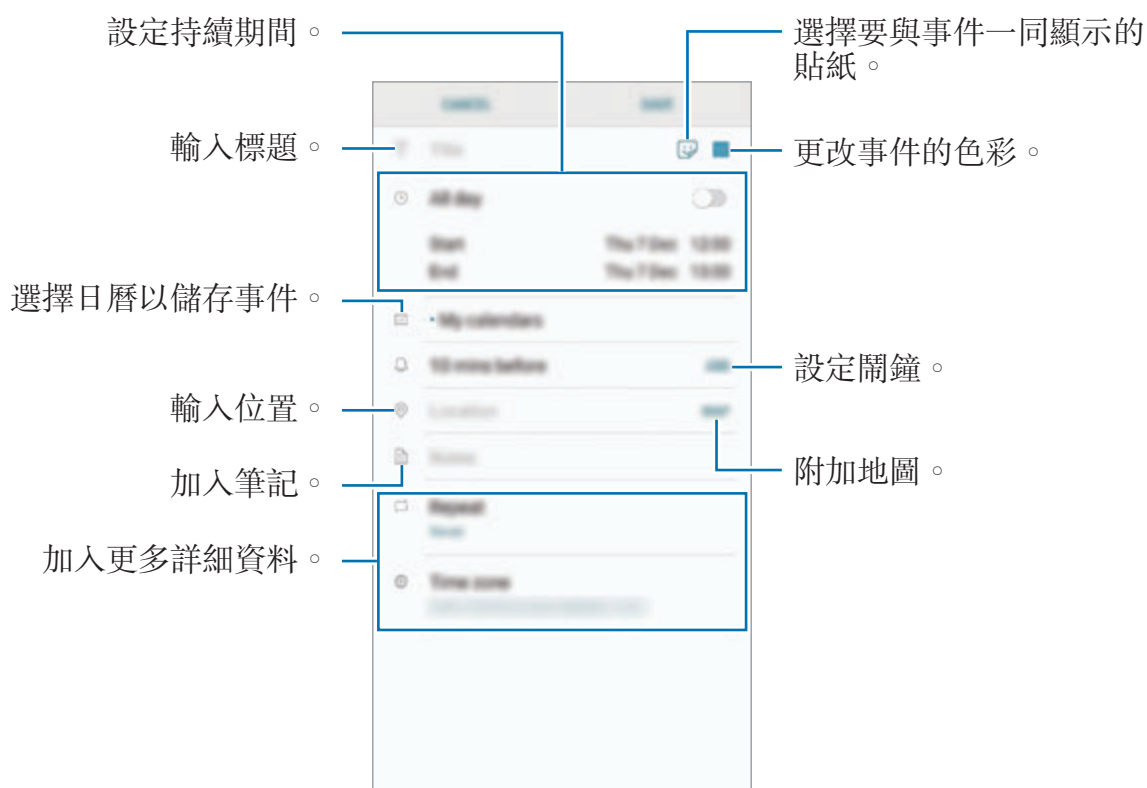 設定持續期間。
選擇要與事件一同顯示的
貼紙。
CANCEL
SAVE
輸入標題。
Title
更改事件的色彩。
All day
Start
Thu 7 Dec 12:00
End
Thu 7 Dec 13:00
選擇日曆以儲存事件。
My calendars
10 mins before
設定鬧鐘。
輸入位置。
Location
MAP
加入筆記。
Notes
附加地圖。
Repeat
Never
加入更多詳細資料。
Time zone